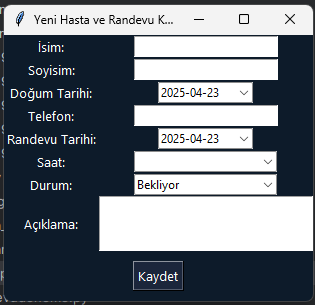 Yeni Hasta ve Randevu K...
İsim:
Soyisim:
Doğum Tarihi: 2025-04-23
Telefon:
Randevu Tarihi: 2025-04-23
Saat:
Durum: Bekliyor
Açıklama:
Kaydet